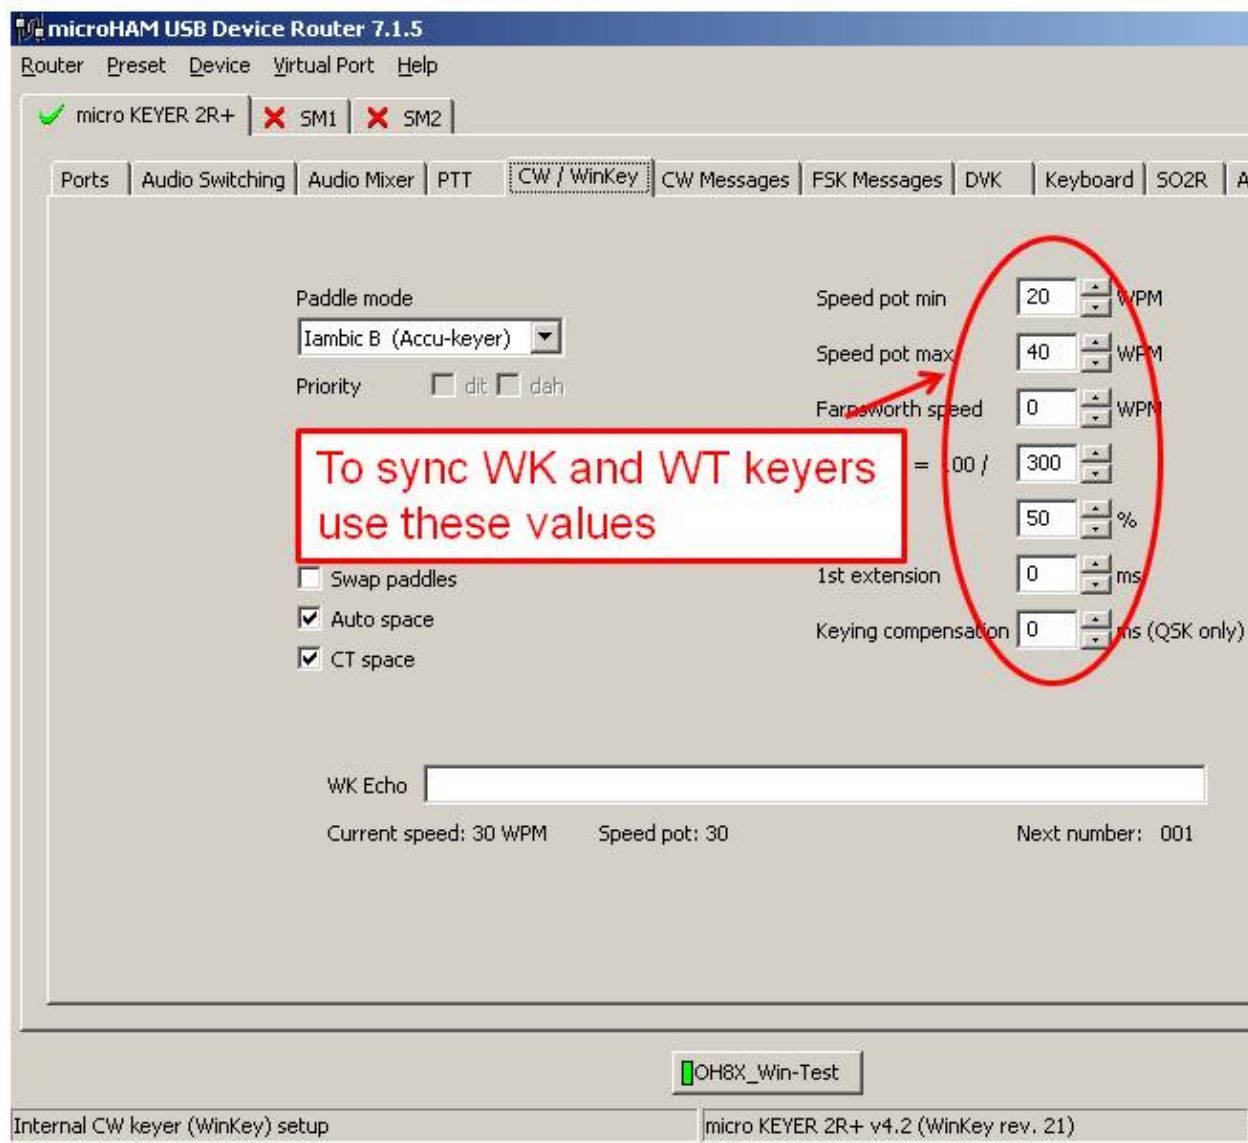 microHAM USB Device Router 7.1.5
Router Preset Device Virtual Port Help
micro KEYER 2R+ SM1 SM2
Ports Audio Switching Audio Mixer PTT CW / WinKey CW Messages FSK Messages DVK Keyboard SO2R A
Paddle mode
Iambic B (Accu-keyer)
Priority dit dah
Speed pot min 20 WPM
Speed pot max 40 WPM
Farnsworth speed 0 WPM
= 100 / 300
50 %
To sync WK and WT keyers
use these values
Swap paddles
Auto space
CT space
1st extension 0 ms
Keying compensation 0 ms (QSK only)
WK Echo
Current speed: 30 WPM Speed pot: 30 Next number: 001
OH8X_Win-Test
Internal CW keyer (WinKey) setup micro KEYER 2R+ v4.2 (WinKey rev. 21)